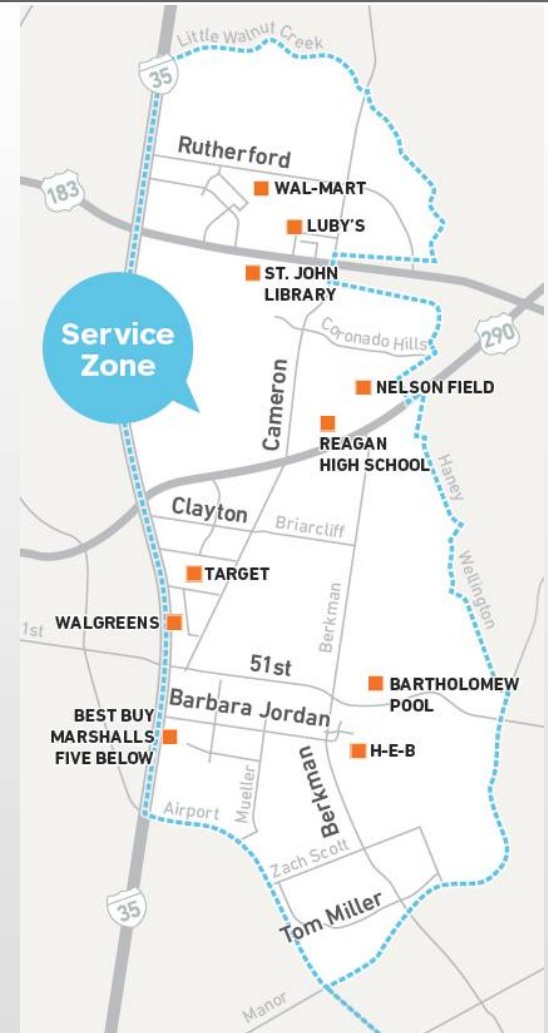 Little Walnut Creek
35
Rutherford
183
WAL-MART
LUBY'S
ST. JOHN
LIBRARY
Service
Zone
Coronado Hills
290
Cameron
NELSON FIELD
REAGAN
HIGH SCHOOL
Haney
Clayton
Briarcliff
TARGET
Wellington
Berkman
WALGREENS
1st
51st
BARTHOLOMEW
POOL
Barbara Jordan
BEST BUY
MARSHALLS
FIVE BELOW
H-E-B
Berkman
Mueller
Airport
Zach Scott
Tom Miller
35
Manor